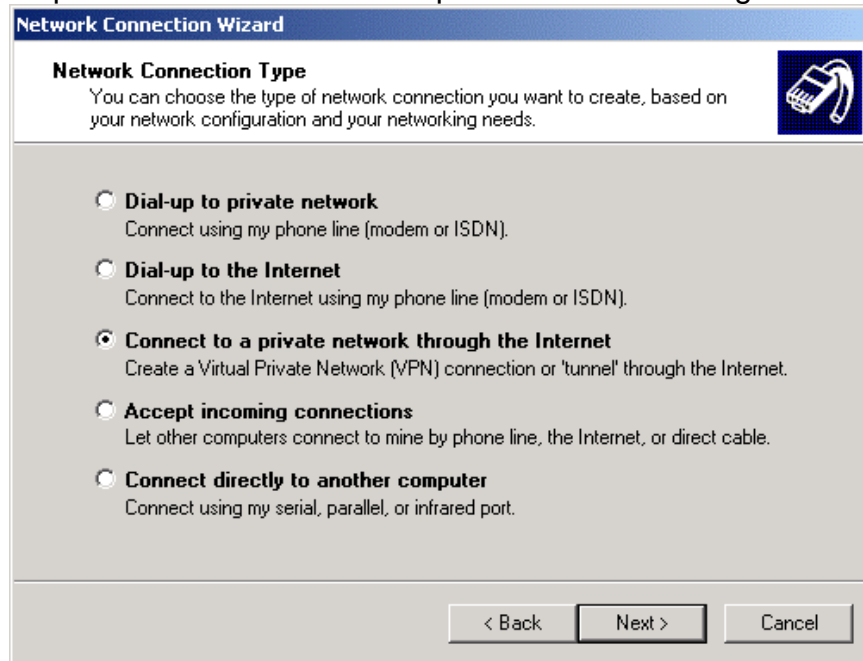 Network Connection Wizard
Network Connection Type
You can choose the type of network connection you want to create, based on
your network configuration and your networking needs.
Dial-up to private network
Connect using my phone line (modem or ISDN).
Dial-up to the Internet
Connect to the Internet using my phone line (modem or ISDN).
Connect to a private network through the Internet
Create a Virtual Private Network (VPN) connection or 'tunnel' through the Internet.
Accept incoming connections
Let other computers connect to mine by phone line, the Internet, or direct cable.
Connect directly to another computer
Connect using my serial, parallel, or infrared port.
< Back Next > Cancel